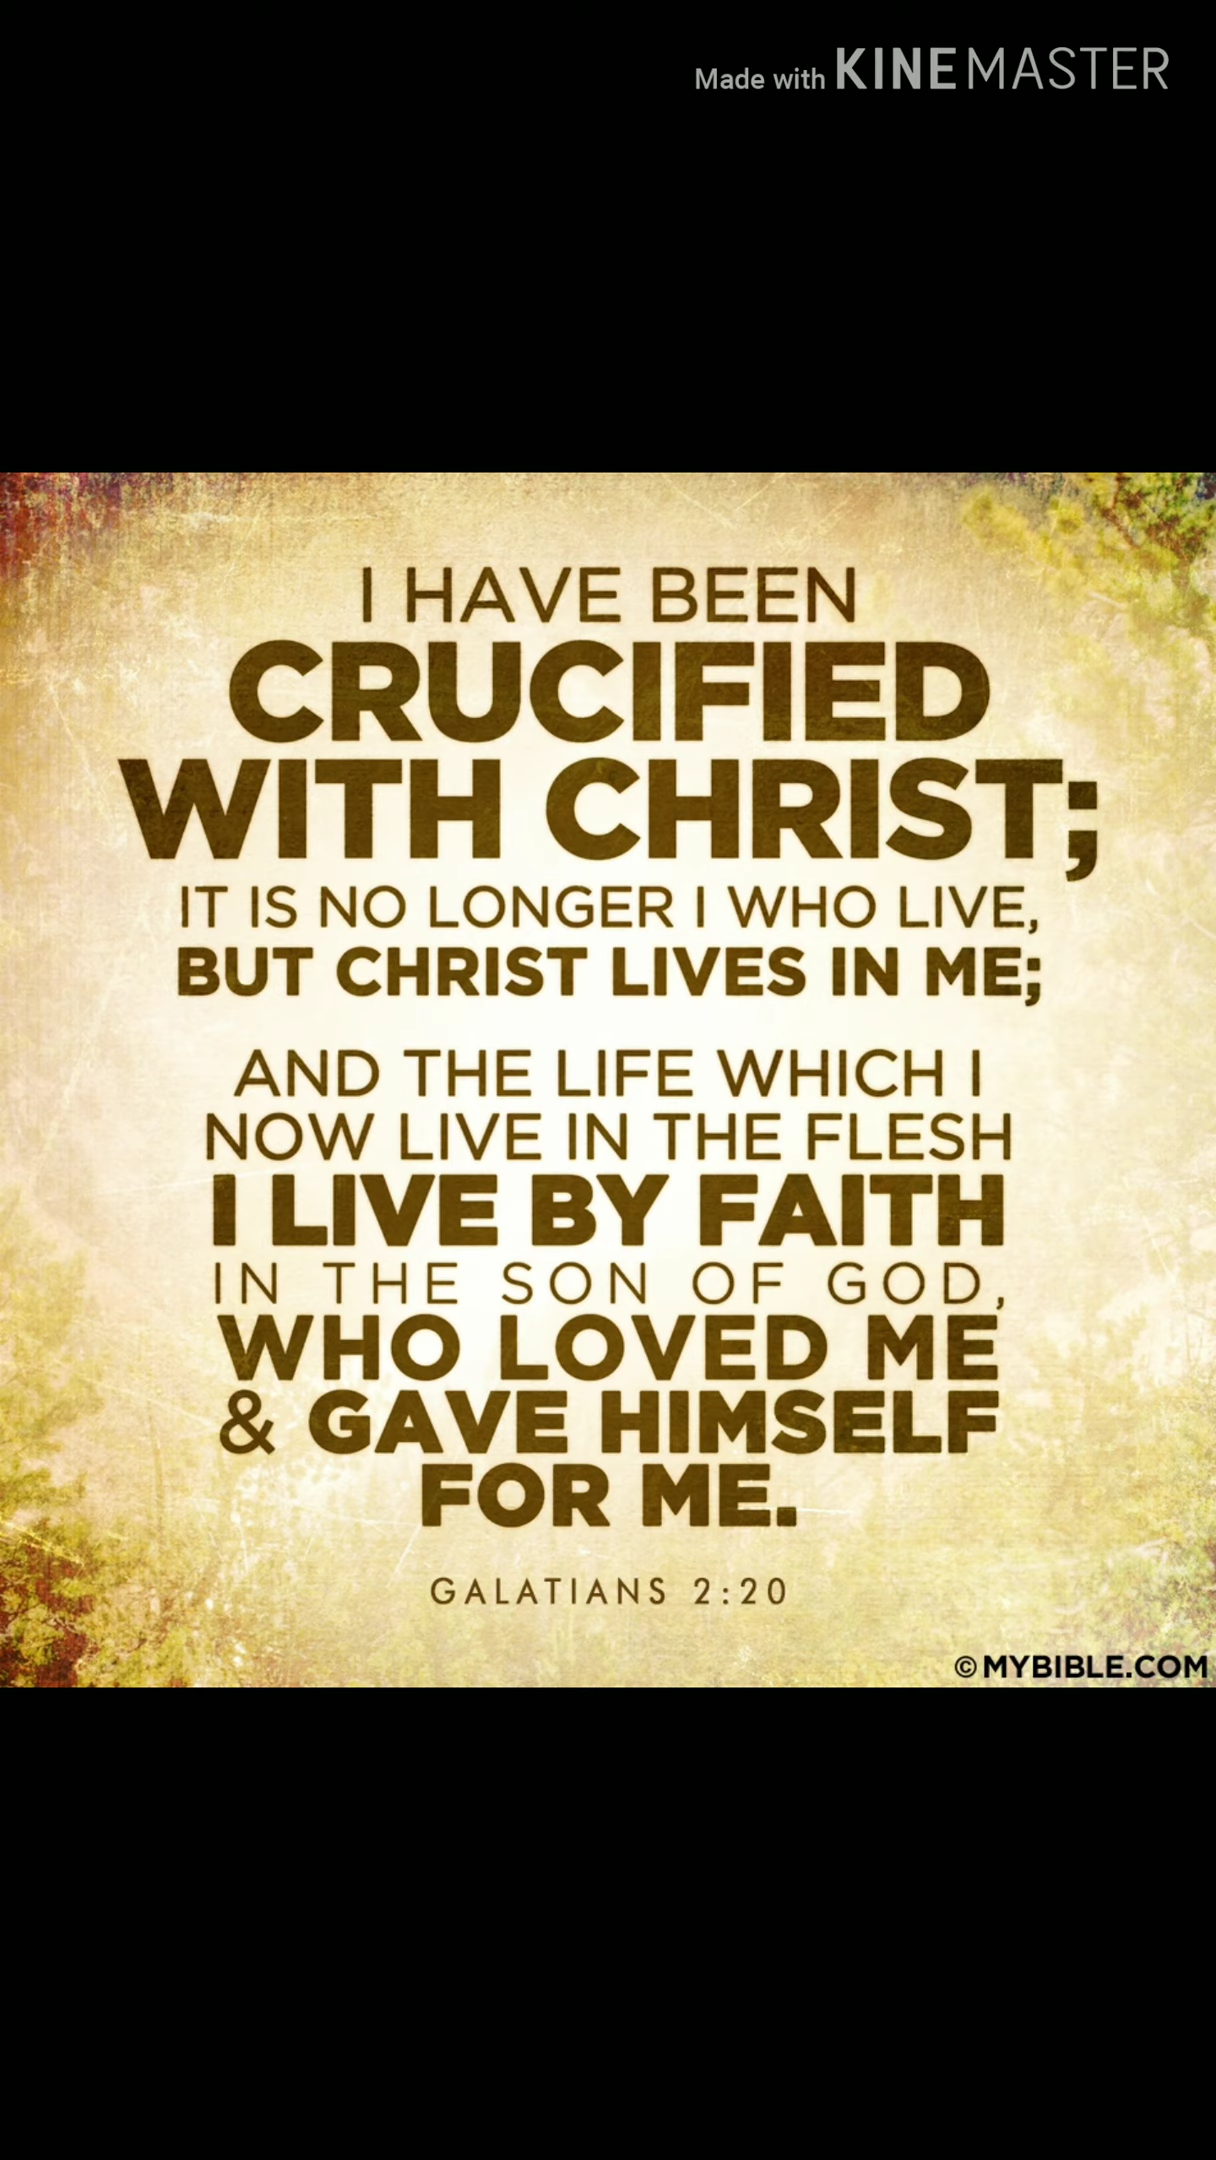 Made with KINEMASTER
I HAVE BEEN
CRUCIFIED
WITH CHRIST;
IT IS NO LONGER I WHO LIVE,
BUT CHRIST LIVES IN ME;
AND THE LIFE WHICH I
NOW LIVE IN THE FLESH
I LIVE BY FAITH
IN THE SON OF GOD,
WHO LOVED ME
& GAVE HIMSELF
FOR ME.
GALATIANS 2:20
© MYBIBLE.COM